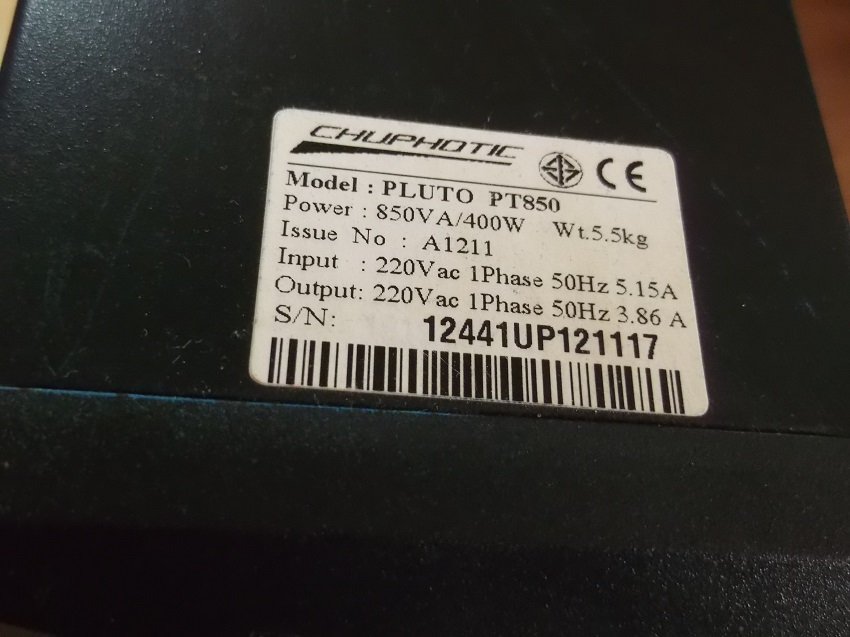 CHUPHOTIC CE
Model : PLUTO PT850
Power : 850VA/400W Wt.5.5kg
Issue No : A1211
Input : 220Vac 1Phase 50Hz 5.15A
Output: 220Vac 1Phase 50Hz 3.86 A
S/N: 12441UP121117